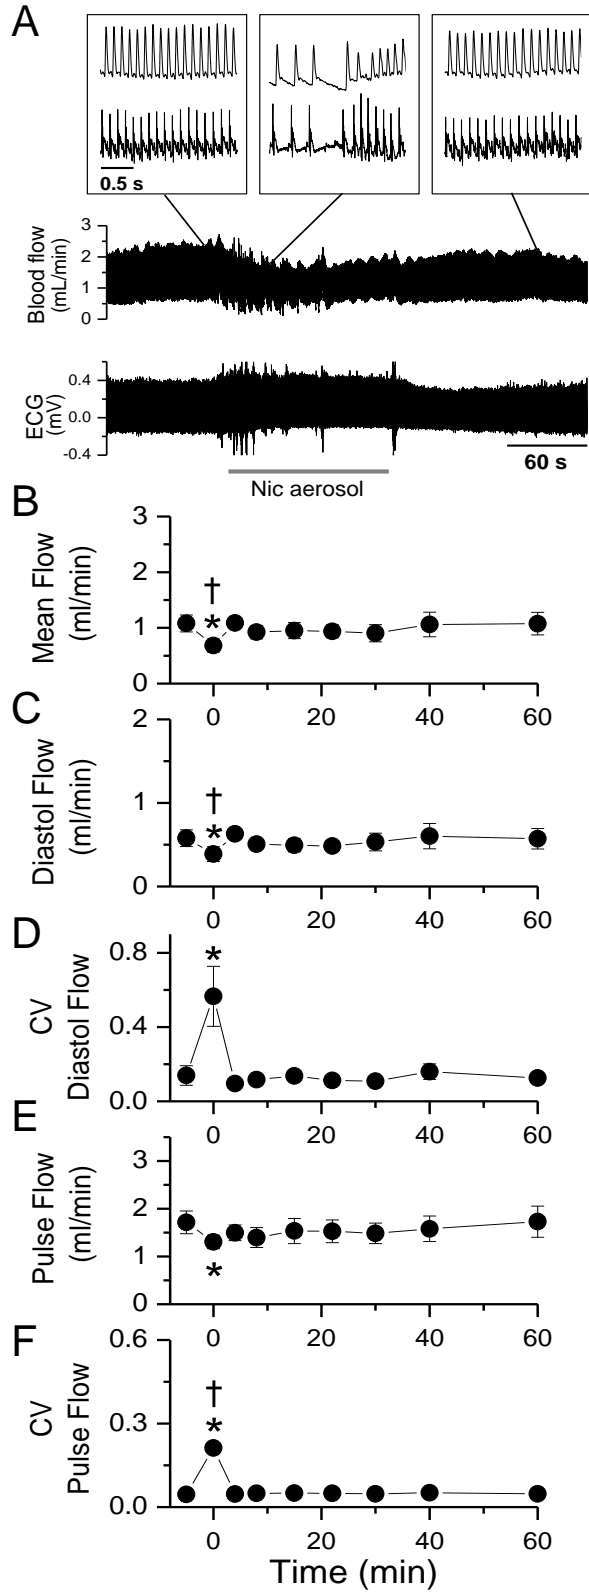 A
0.5 s
Blood flow
(mL/min)
3
2
1
0
ECG
(mV)
0.4
0.0
-0.4
60 s
Nic aerosol
B
Mean Flow
(ml/min)
3
2
1
0
†
*
0 20 40 60
C
Diastol Flow
(ml/min)
2
1
0
†
*
0 20 40 60
D
CV
Diastol Flow
0.8
0.4
0.0
*
0 20 40 60
E
Pulse Flow
(ml/min)
3
2
1
0
*
0 20 40 60
F
CV
Pulse Flow
0.6
0.3
0.0
†
*
0 20 40 60
Time (min)